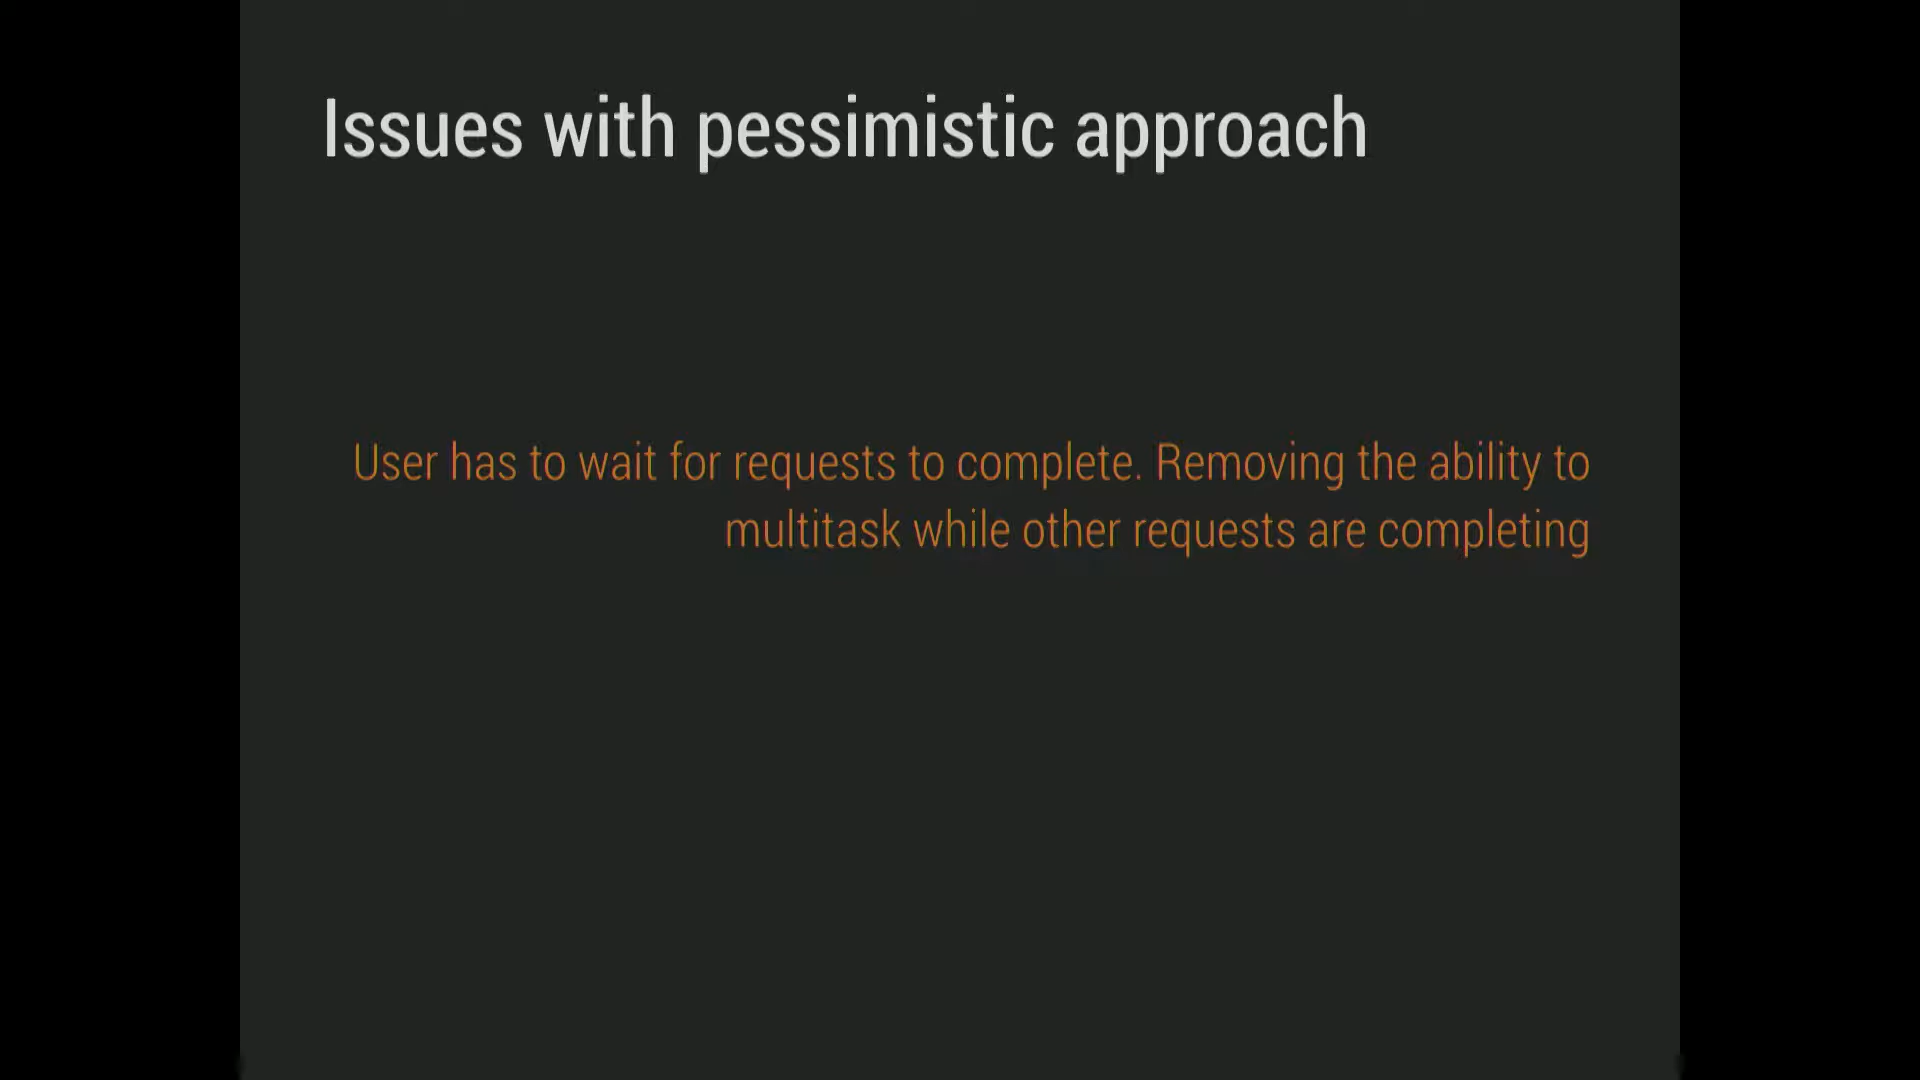 Issues with pessimistic approach
User has to wait for requests to complete. Removing the ability to
multitask while other requests are completing